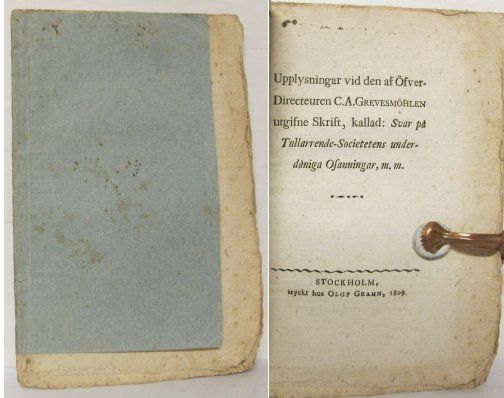 Upplysningar vid den af Öfver-
Directeuren C.A.GREVESMÖHLEN
utgifne Skrift, kallad: Svar på
Tullarrende-Societetens under-
dåniga Osanningar, m.m.
STOCKHOLM,
tryckt hos OLOF GRAHN, 1809.